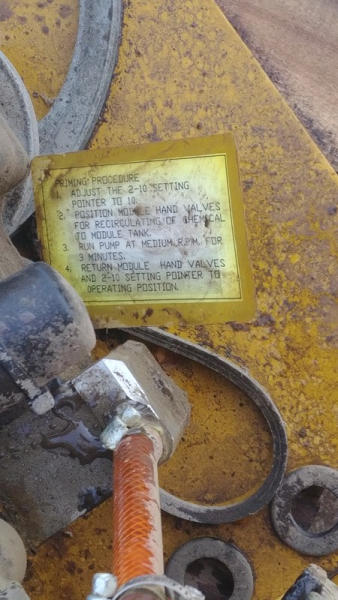 PRIMING PROCEDURE
1. ADJUST THE 2-10 SETTING
POINTER TO 10.
2. POSITION MODULE HAND VALVES
FOR RECIRCULATING OF CHEMICAL
TO MODULE TANK.
3. RUN PUMP AT MEDIUM R.P.M. FOR
3 MINUTES.
4. RETURN MODULE HAND VALVES
AND 2-10 SETTING POINTER TO
OPERATING POSITION.